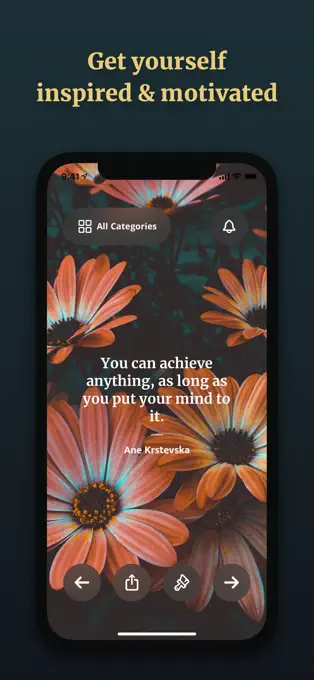 Get yourself
inspired & motivated
9:41
All Categories
You can achieve
anything, as long as
you put your mind to
it.
Ane Krstevska